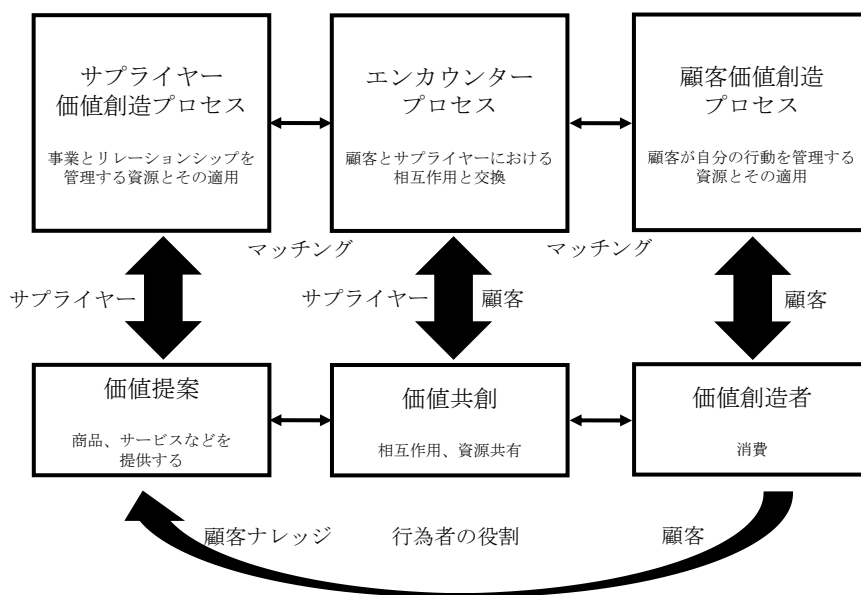 サプライヤー
価値創造プロセス
事業とリレーションシップを
管理する資源とその適用
エンカウンター
プロセス
顧客とサプライヤーにおける
相互作用と交換
顧客価値創造
プロセス
顧客が自分の行動を管理する
資源とその適用
マッチング
マッチング
サプライヤー
サプライヤー
顧客
顧客
価値提案
商品、サービスなどを
提供する
価値共創
相互作用、資源共有
価値創造者
消費
顧客ナレッジ
行為者の役割
顧客